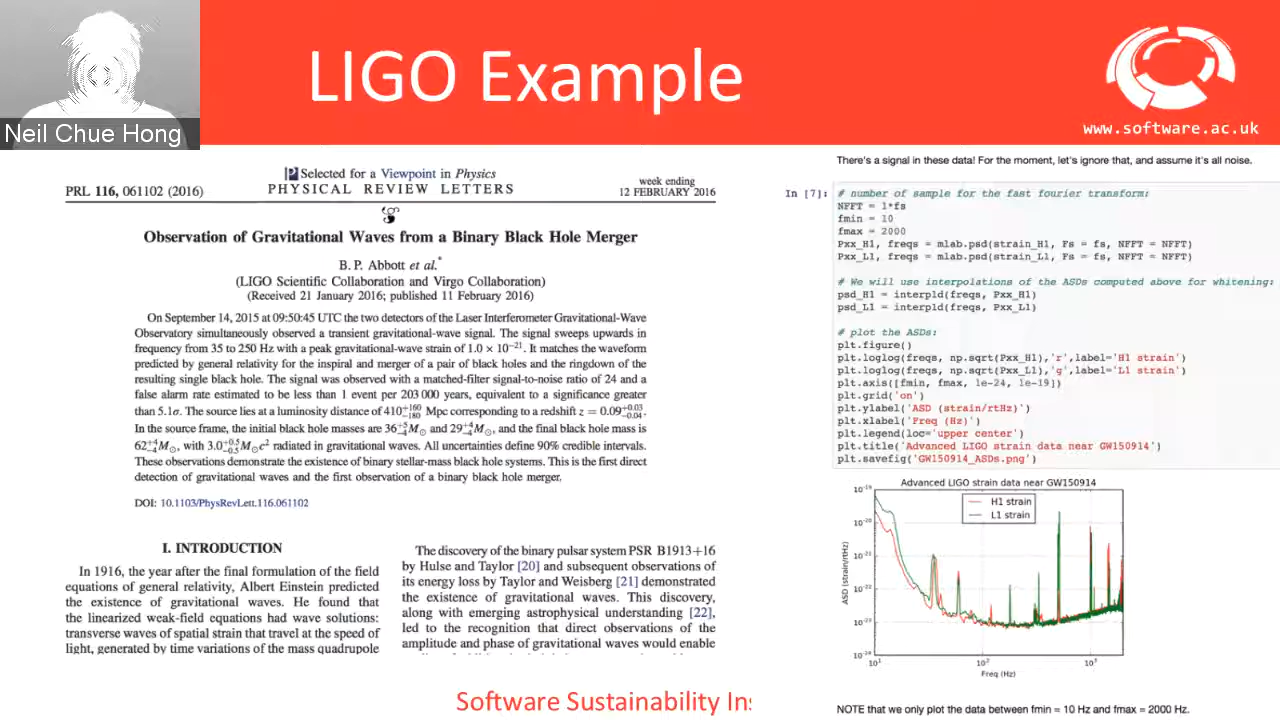 Neil Chue Hong
LIGO Example
www.software.ac.uk
PRL 116, 061102 (2016)
Selected for a Viewpoint in Physics
PHYSICAL REVIEW LETTERS
week ending
12 FEBRUARY 2016
Observation of Gravitational Waves from a Binary Black Hole Merger
B. P. Abbott et al.*
(LIGO Scientific Collaboration and Virgo Collaboration)
(Received 21 January 2016; published 11 February 2016)
On September 14, 2015 at 09:50:45 UTC the two detectors of the Laser Interferometer Gravitational-Wave
Observatory simultaneously observed a transient gravitational-wave signal. The signal sweeps upwards in
frequency from 35 to 250 Hz with a peak gravitational-wave strain of 1.0 × 10⁻²¹. It matches the waveform
predicted by general relativity for the inspiral and merger of a pair of black holes and the ringdown of the
resulting single black hole. The signal was observed with a matched-filter signal-to-noise ratio of 24 and a
false alarm rate estimated to be less than 1 event per 203 000 years, equivalent to a significance greater
than 5.1σ. The source lies at a luminosity distance of 410+160−180 Mpc corresponding to a redshift z = 0.09+0.03−0.04.
In the source frame, the initial black hole masses are 36+5−4M⊙ and 29+4−4M⊙, and the final black hole mass is
62+4−4M⊙, with 3.0+0.5−0.5M⊙c² radiated in gravitational waves. All uncertainties define 90% credible intervals.
These observations demonstrate the existence of binary stellar-mass black hole systems. This is the first direct
detection of gravitational waves and the first observation of a binary black hole merger.
DOI: 10.1103/PhysRevLett.116.061102
I. INTRODUCTION
In 1916, the year after the final formulation of the field
equations of general relativity, Albert Einstein predicted
the existence of gravitational waves. He found that
the linearized weak-field equations had wave solutions:
transverse waves of spatial strain that travel at the speed of
light, generated by time variations of the mass quadrupole
The discovery of the binary pulsar system PSR B1913+16
by Hulse and Taylor [20] and subsequent observations of
its energy loss by Taylor and Weisberg [21] demonstrated
the existence of gravitational waves. This discovery,
along with emerging astrophysical understanding [22],
led to the recognition that direct observations of the
amplitude and phase of gravitational waves would enable
There's a signal in these data! For the moment, let's ignore that, and assume it's all noise.
In [7]:
# number of sample for the fast fourier transform:
NFFT = 1*fs
fmin = 10
fmax = 2000
Pxx_H1, freqs = mlab.psd(strain_H1, Fs = fs, NFFT = NFFT)
Pxx_L1, freqs = mlab.psd(strain_L1, Fs = fs, NFFT = NFFT)
# We will use interpolations of the ASDs computed above for whitening:
psd_H1 = interp1d(freqs, Pxx_H1)
psd_L1 = interp1d(freqs, Pxx_L1)
# plot the ASDs:
plt.figure()
plt.loglog(freqs, np.sqrt(Pxx_H1),'r',label='H1 strain')
plt.loglog(freqs, np.sqrt(Pxx_L1),'g',label='L1 strain')
plt.axis([fmin, fmax, 1e-24, 1e-19])
plt.grid('on')
plt.ylabel('ASD (strain/rtHz)')
plt.xlabel('Freq (Hz)')
plt.legend(loc='upper center')
plt.title('Advanced LIGO strain data near GW150914')
plt.savefig('GW150914_ASDs.png')
Advanced LIGO strain data near GW150914
H1 strain
L1 strain
ASD (strain/rtHz)
10⁻¹⁹
10⁻²⁰
10⁻²¹
10⁻²²
10⁻²³
10⁻²⁴
10¹
10²
10³
Freq (Hz)
NOTE that we only plot the data between fmin = 10 Hz and fmax = 2000 Hz.
Software Sustainability Ins